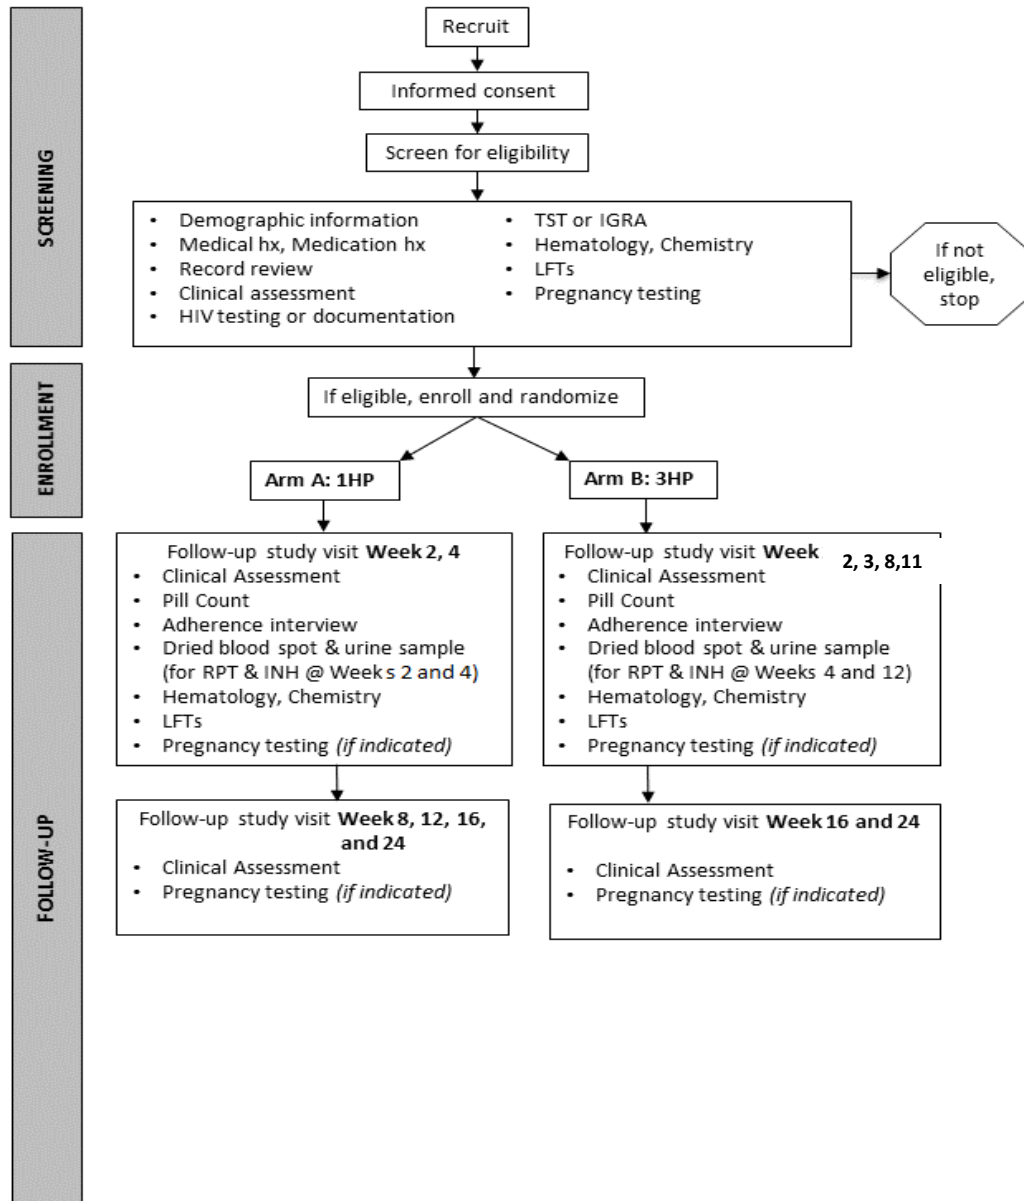 SCREENING
Recruit
Informed consent
Screen for eligibility
• Demographic information
• Medical hx, Medication hx
• Record review
• Clinical assessment
• HIV testing or documentation
• TST or IGRA
• Hematology, Chemistry
• LFTs
• Pregnancy testing
If not
eligible,
stop
ENROLLMENT
If eligible, enroll and randomize
Arm A: 1HP
Arm B: 3HP
FOLLOW-UP
Follow-up study visit Week 2, 4
• Clinical Assessment
• Pill Count
• Adherence interview
• Dried blood spot & urine sample
(for RPT & INH @ Weeks 2 and 4)
• Hematology, Chemistry
• LFTs
• Pregnancy testing (if indicated)
Follow-up study visit Week 2, 3, 8,11
• Clinical Assessment
• Pill Count
• Adherence interview
• Dried blood spot & urine sample
(for RPT & INH @ Weeks 4 and 12)
• Hematology, Chemistry
• LFTs
• Pregnancy testing (if indicated)
Follow-up study visit Week 8, 12, 16,
and 24
• Clinical Assessment
• Pregnancy testing (if indicated)
Follow-up study visit Week 16 and 24
• Clinical Assessment
• Pregnancy testing (if indicated)